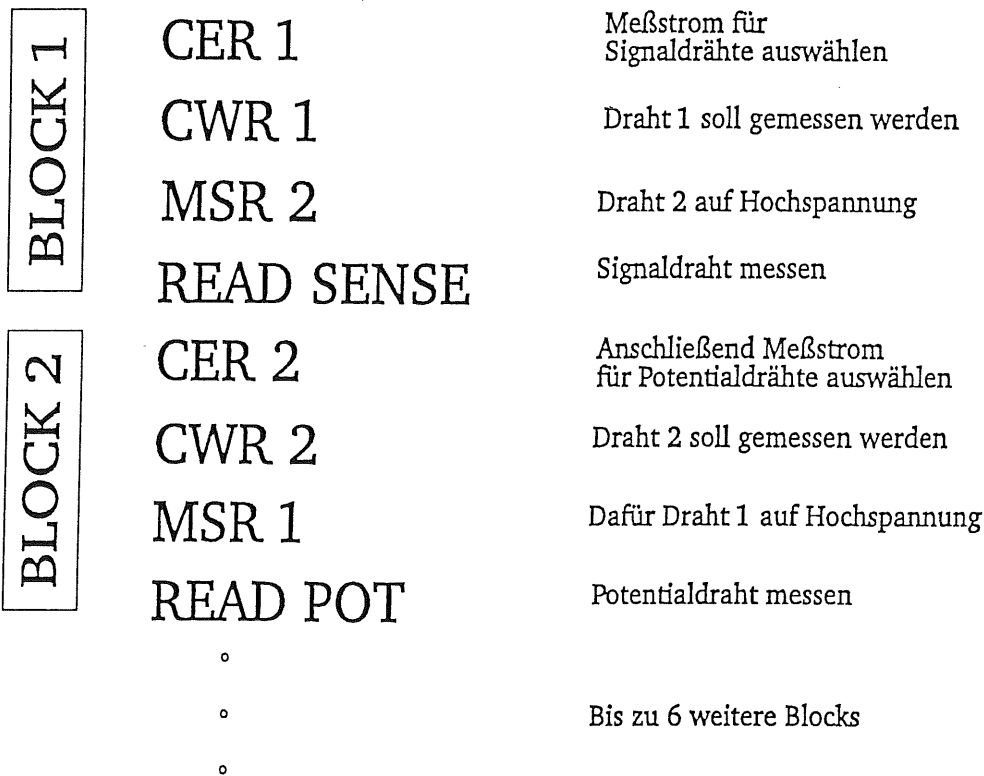 BLOCK 1
CER 1
Meßstrom für
Signaldrähte auswählen
CWR 1
Draht 1 soll gemessen werden
MSR 2
Draht 2 auf Hochspannung
READ SENSE
Signaldraht messen
BLOCK 2
CER 2
Anschließend Meßstrom
für Potentialdrähte auswählen
CWR 2
Draht 2 soll gemessen werden
MSR 1
Dafür Draht 1 auf Hochspannung
READ POT
Potentialdraht messen
Bis zu 6 weitere Blocks